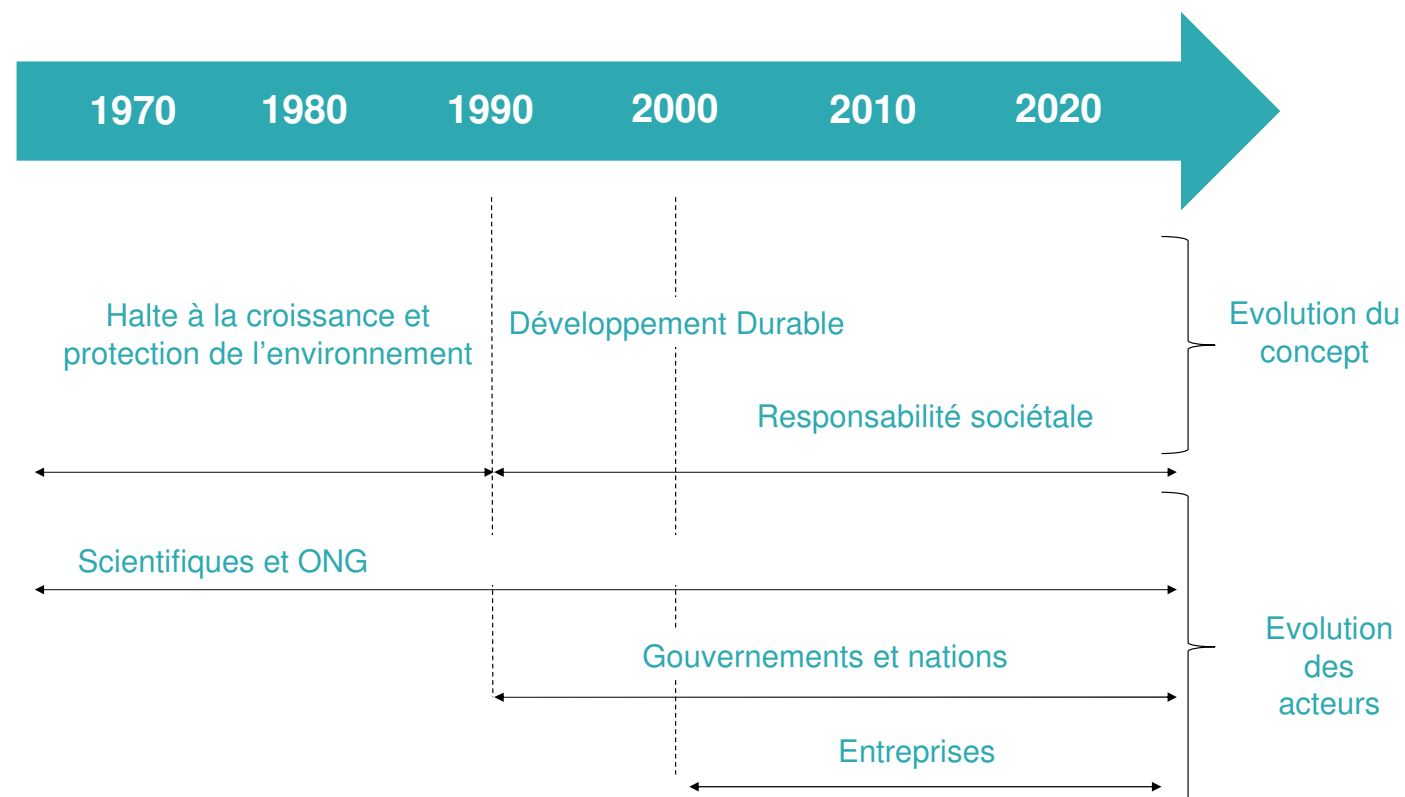 1970 1980 1990 2000 2010 2020
Halte à la croissance et
protection de l'environnement
Développement Durable
Responsabilité sociétale
Evolution du
concept
Scientifiques et ONG
Gouvernements et nations
Entreprises
Evolution
des
acteurs